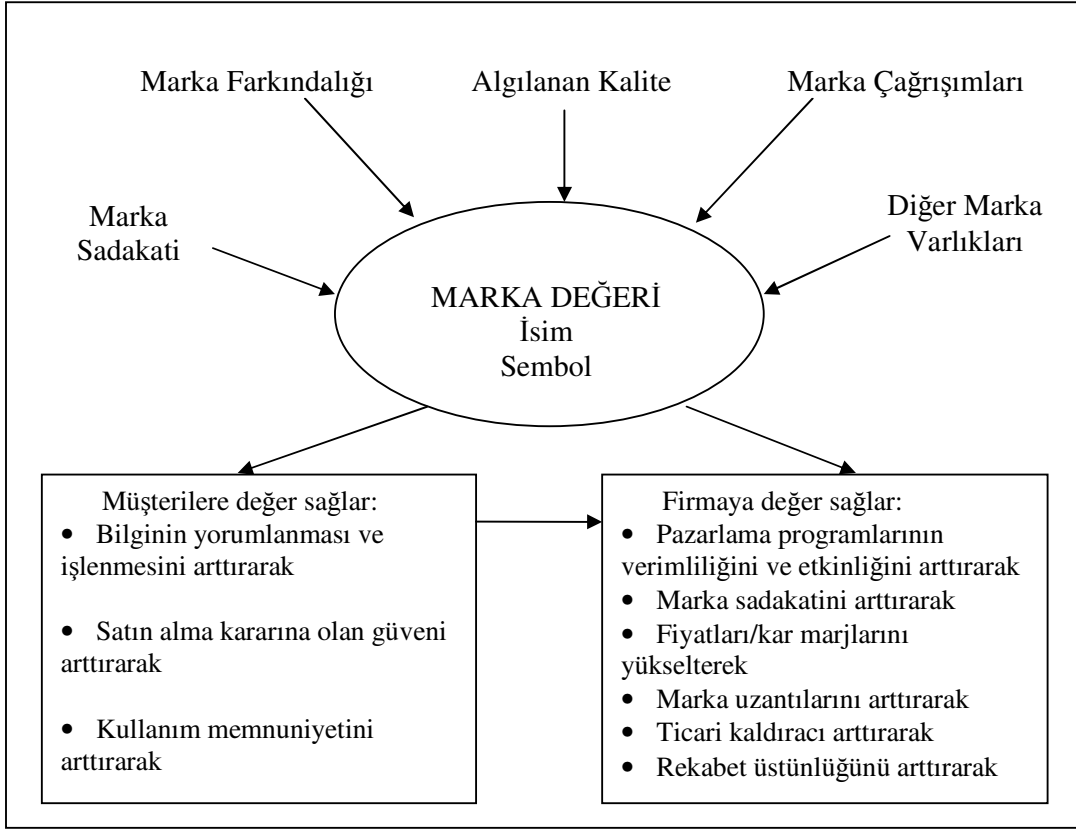 Marka Farkındalığı
Algılanan Kalite
Marka Çağrışımları
Marka
Sadakati
Diğer Marka
Varlıkları
MARKA DEĞERİ
İsim
Sembol
Müşterilere değer sağlar:
• Bilginin yorumlanması ve
işlenmesini arttırarak
• Satın alma kararına olan güveni
arttırarak
• Kullanım memnuniyetini
arttırarak
Firmaya değer sağlar:
• Pazarlama programlarının
verimliliğini ve etkinliğini arttırarak
• Marka sadakatini arttırarak
• Fiyatları/kar marjlarını
yükselterek
• Marka uzantılarını arttırarak
• Ticari kaldıracı arttırarak
• Rekabet üstünlüğünü arttırarak